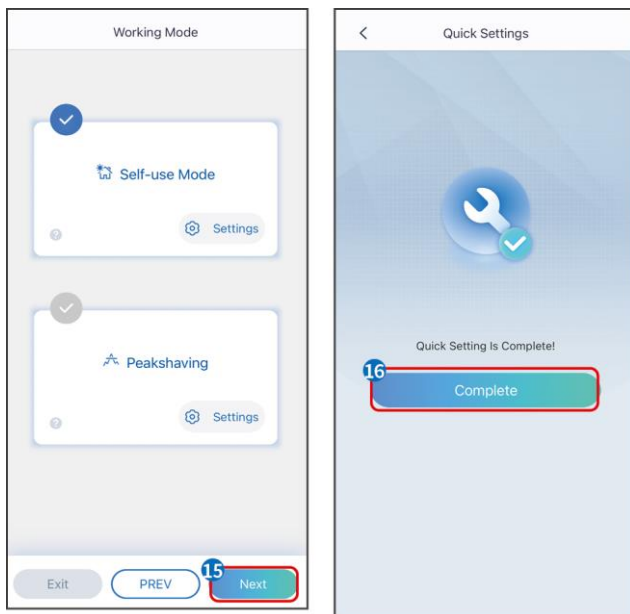 Working Mode
Self-use Mode
? Settings
Peakshaving
? Settings
Exit PREV 15 Next
Quick Settings
Quick Setting Is Complete!
16
Complete